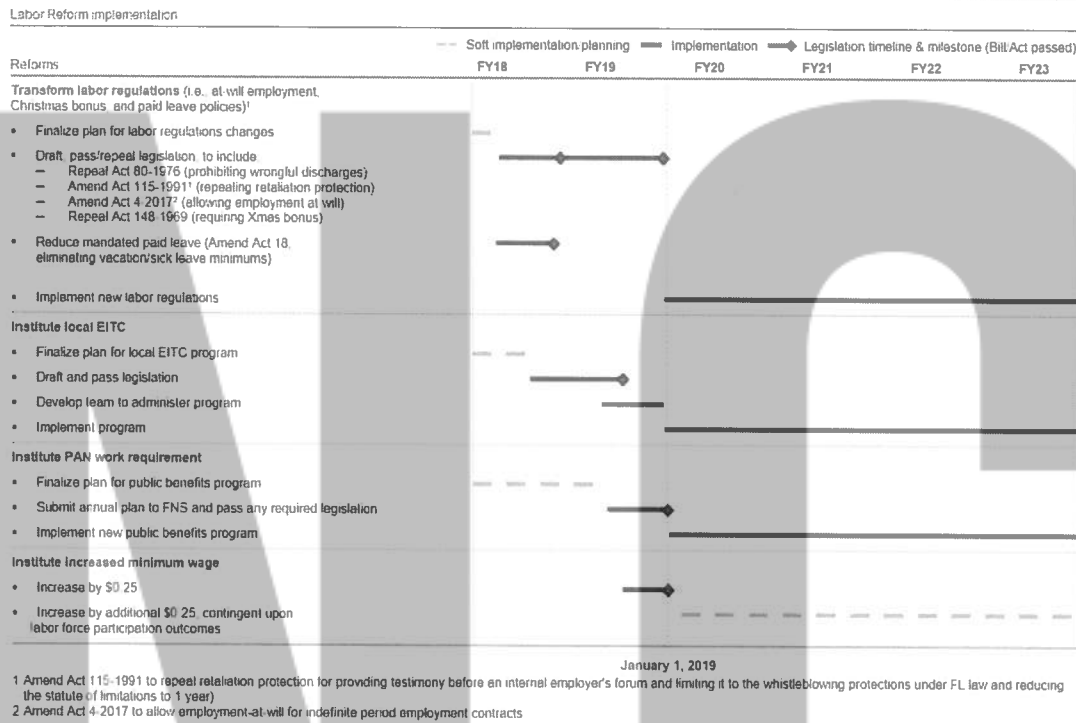 Labor Reform implementation
Soft implementation planning Implementation Legislation timeline & milestone (Bill/Act passed)
Reforms FY18 FY19 FY20 FY21 FY22 FY23
Transform labor regulations (i.e., at-will employment,
Christmas bonus, and paid leave policies)¹
• Finalize plan for labor regulations changes
• Draft, pass/repeal legislation, to include
– Repeal Act 80-1976 (prohibiting wrongful discharges)
– Amend Act 115-1991¹ (repealing retaliation protection)
– Amend Act 4-2017² (allowing employment at will)
– Repeal Act 148-1969 (requiring Xmas bonus)
• Reduce mandated paid leave (Amend Act 18,
eliminating vacation/sick leave minimums)
• Implement new labor regulations
Institute local EITC
• Finalize plan for local EITC program
• Draft and pass legislation
• Develop team to administer program
• Implement program
Institute PAN work requirement
• Finalize plan for public benefits program
• Submit annual plan to FNS and pass any required legislation
• Implement new public benefits program
Institute increased minimum wage
• Increase by $0.25
• Increase by additional $0.25, contingent upon
labor force participation outcomes
January 1, 2019
1 Amend Act 115-1991 to repeal retaliation protection for providing testimony before an internal employer's forum and limiting it to the whistleblowing protections under FL law and reducing
the statute of limitations to 1 year)
2 Amend Act 4-2017 to allow employment-at-will for indefinite period employment contracts